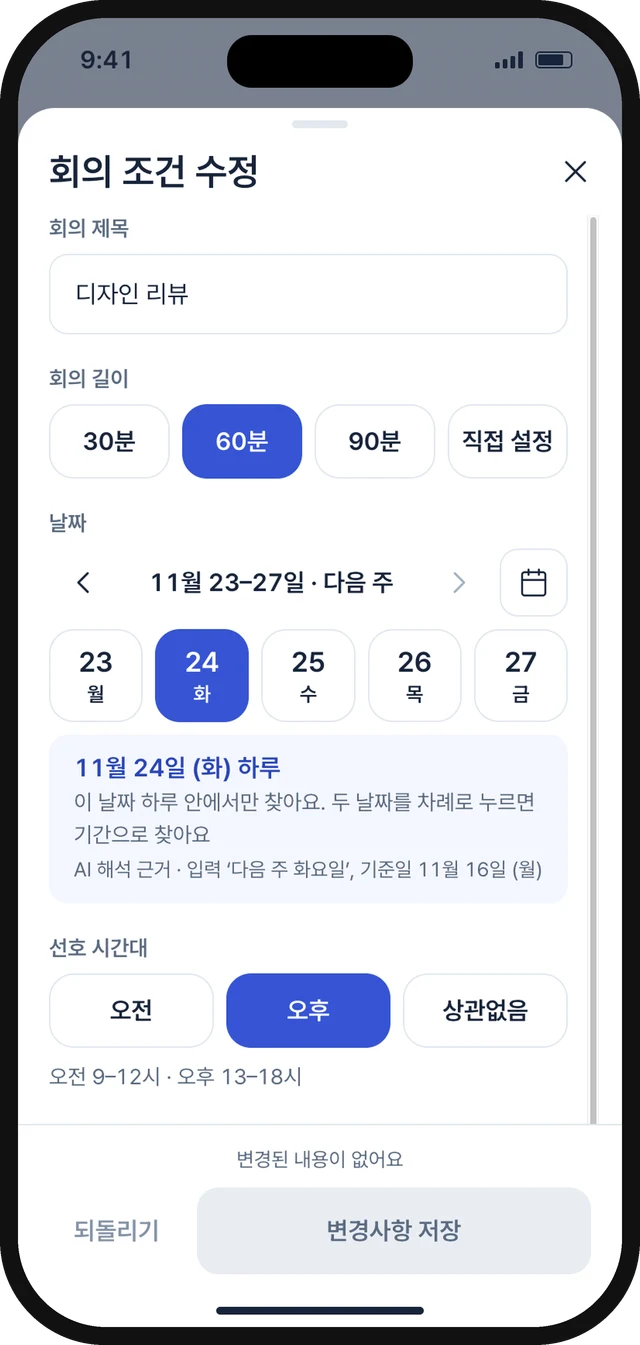 9:41
회의 조건 수정
회의 제목
디자인 리뷰
회의 길이
30분 60분 90분 직접 설정
날짜
11월 23–27일 · 다음 주
23 24 25 26 27
월 화 수 목 금
11월 24일 (화) 하루
이 날짜 하루 안에서만 찾아요. 두 날짜를 차례로 누르면
기간으로 찾아요
AI 해석 근거 · 입력 ‘다음 주 화요일’, 기준일 11월 16일 (월)
선호 시간대
오전 오후 상관없음
오전 9–12시 · 오후 13–18시
변경된 내용이 없어요
되돌리기 변경사항 저장